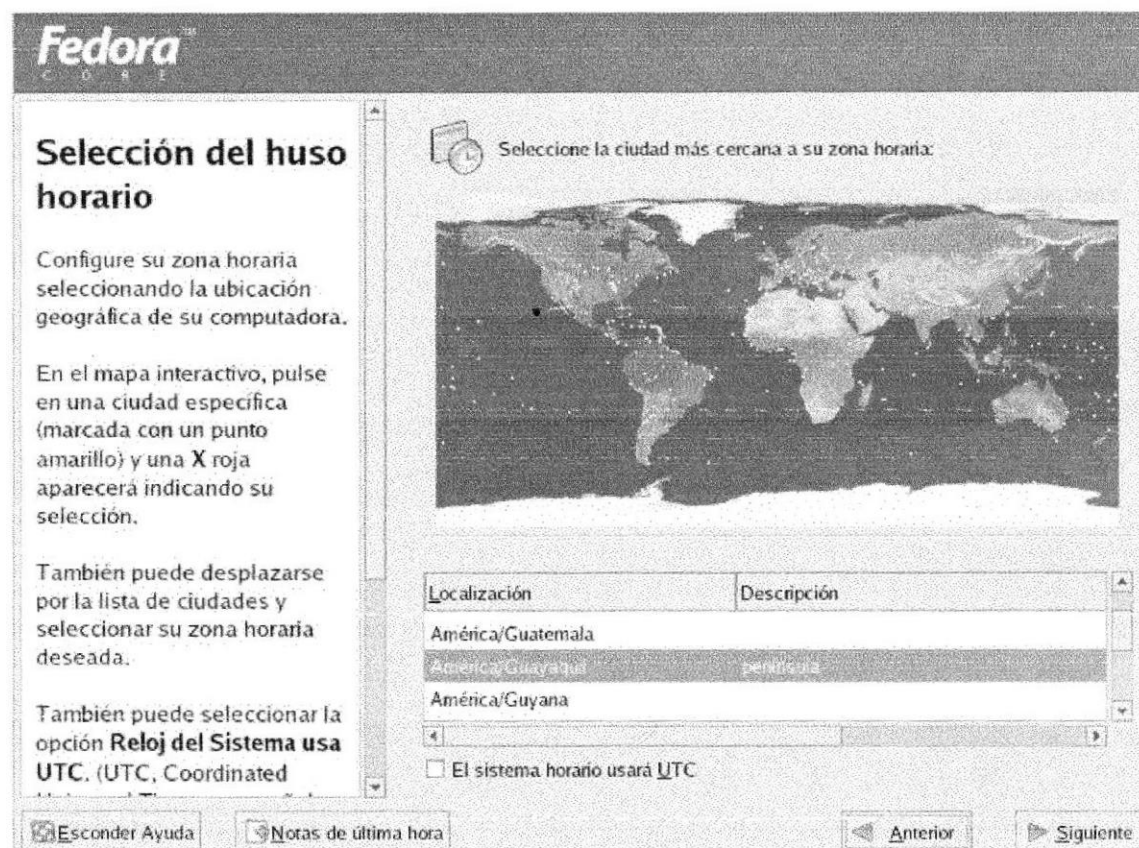 Fedora
CORE
Selección del huso
horario
Configure su zona horaria
seleccionando la ubicación
geográfica de su computadora.
En el mapa interactivo, pulse
en una ciudad específica
(marcada con un punto
amarillo) y una X roja
aparecerá indicando su
selección.
También puede desplazarse
por la lista de ciudades y
seleccionar su zona horaria
deseada.
También puede seleccionar la
opción Reloj del Sistema usa
UTC. (UTC, Coordinated
Seleccione la ciudad más cercana a su zona horaria:
Localización Descripción
América/Guatemala
América/Guayaquil península
América/Guyana
El sistema horario usará UTC
Esconder Ayuda Notas de última hora Anterior Siguiente